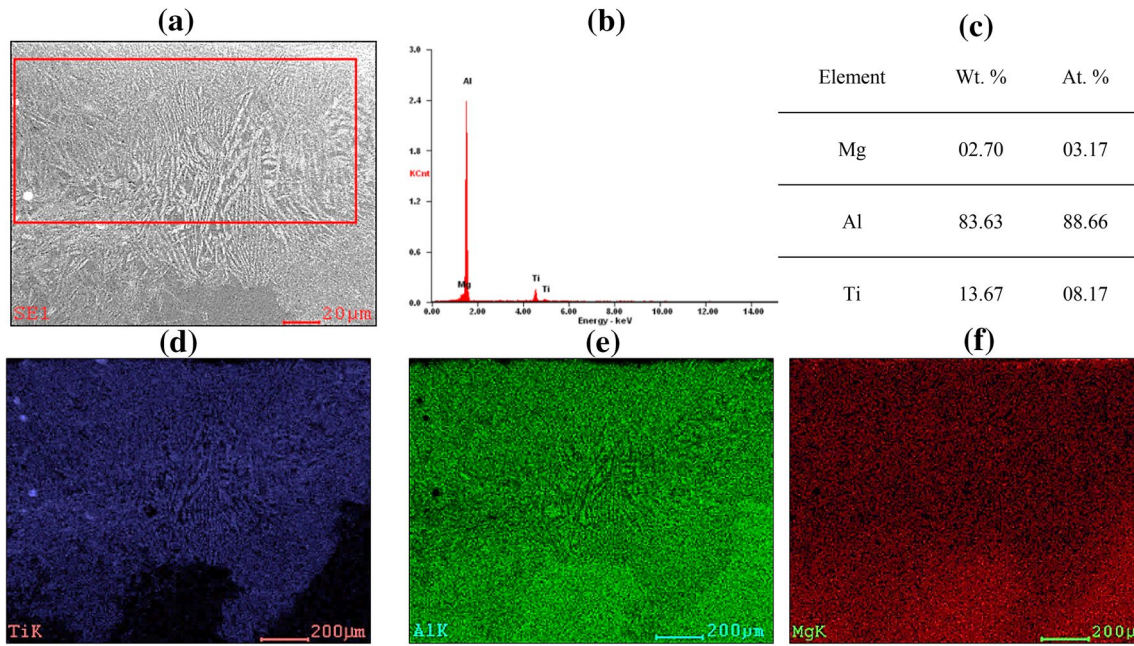 (a)
SE1
20µm
(b)
3.0
2.4
1.8
KCnt
1.2
0.6
0.0
Al
Mg
Ti
Ti
0.00 2.00 4.00 6.00 8.00 10.00 12.00 14.00
Energy - keV
(c)
Element Wt. % At. %
Mg 02.70 03.17
Al 83.63 88.66
Ti 13.67 08.17
(d)
TiK
200µm
(e)
AlK
200µm
(f)
MgK
200µ